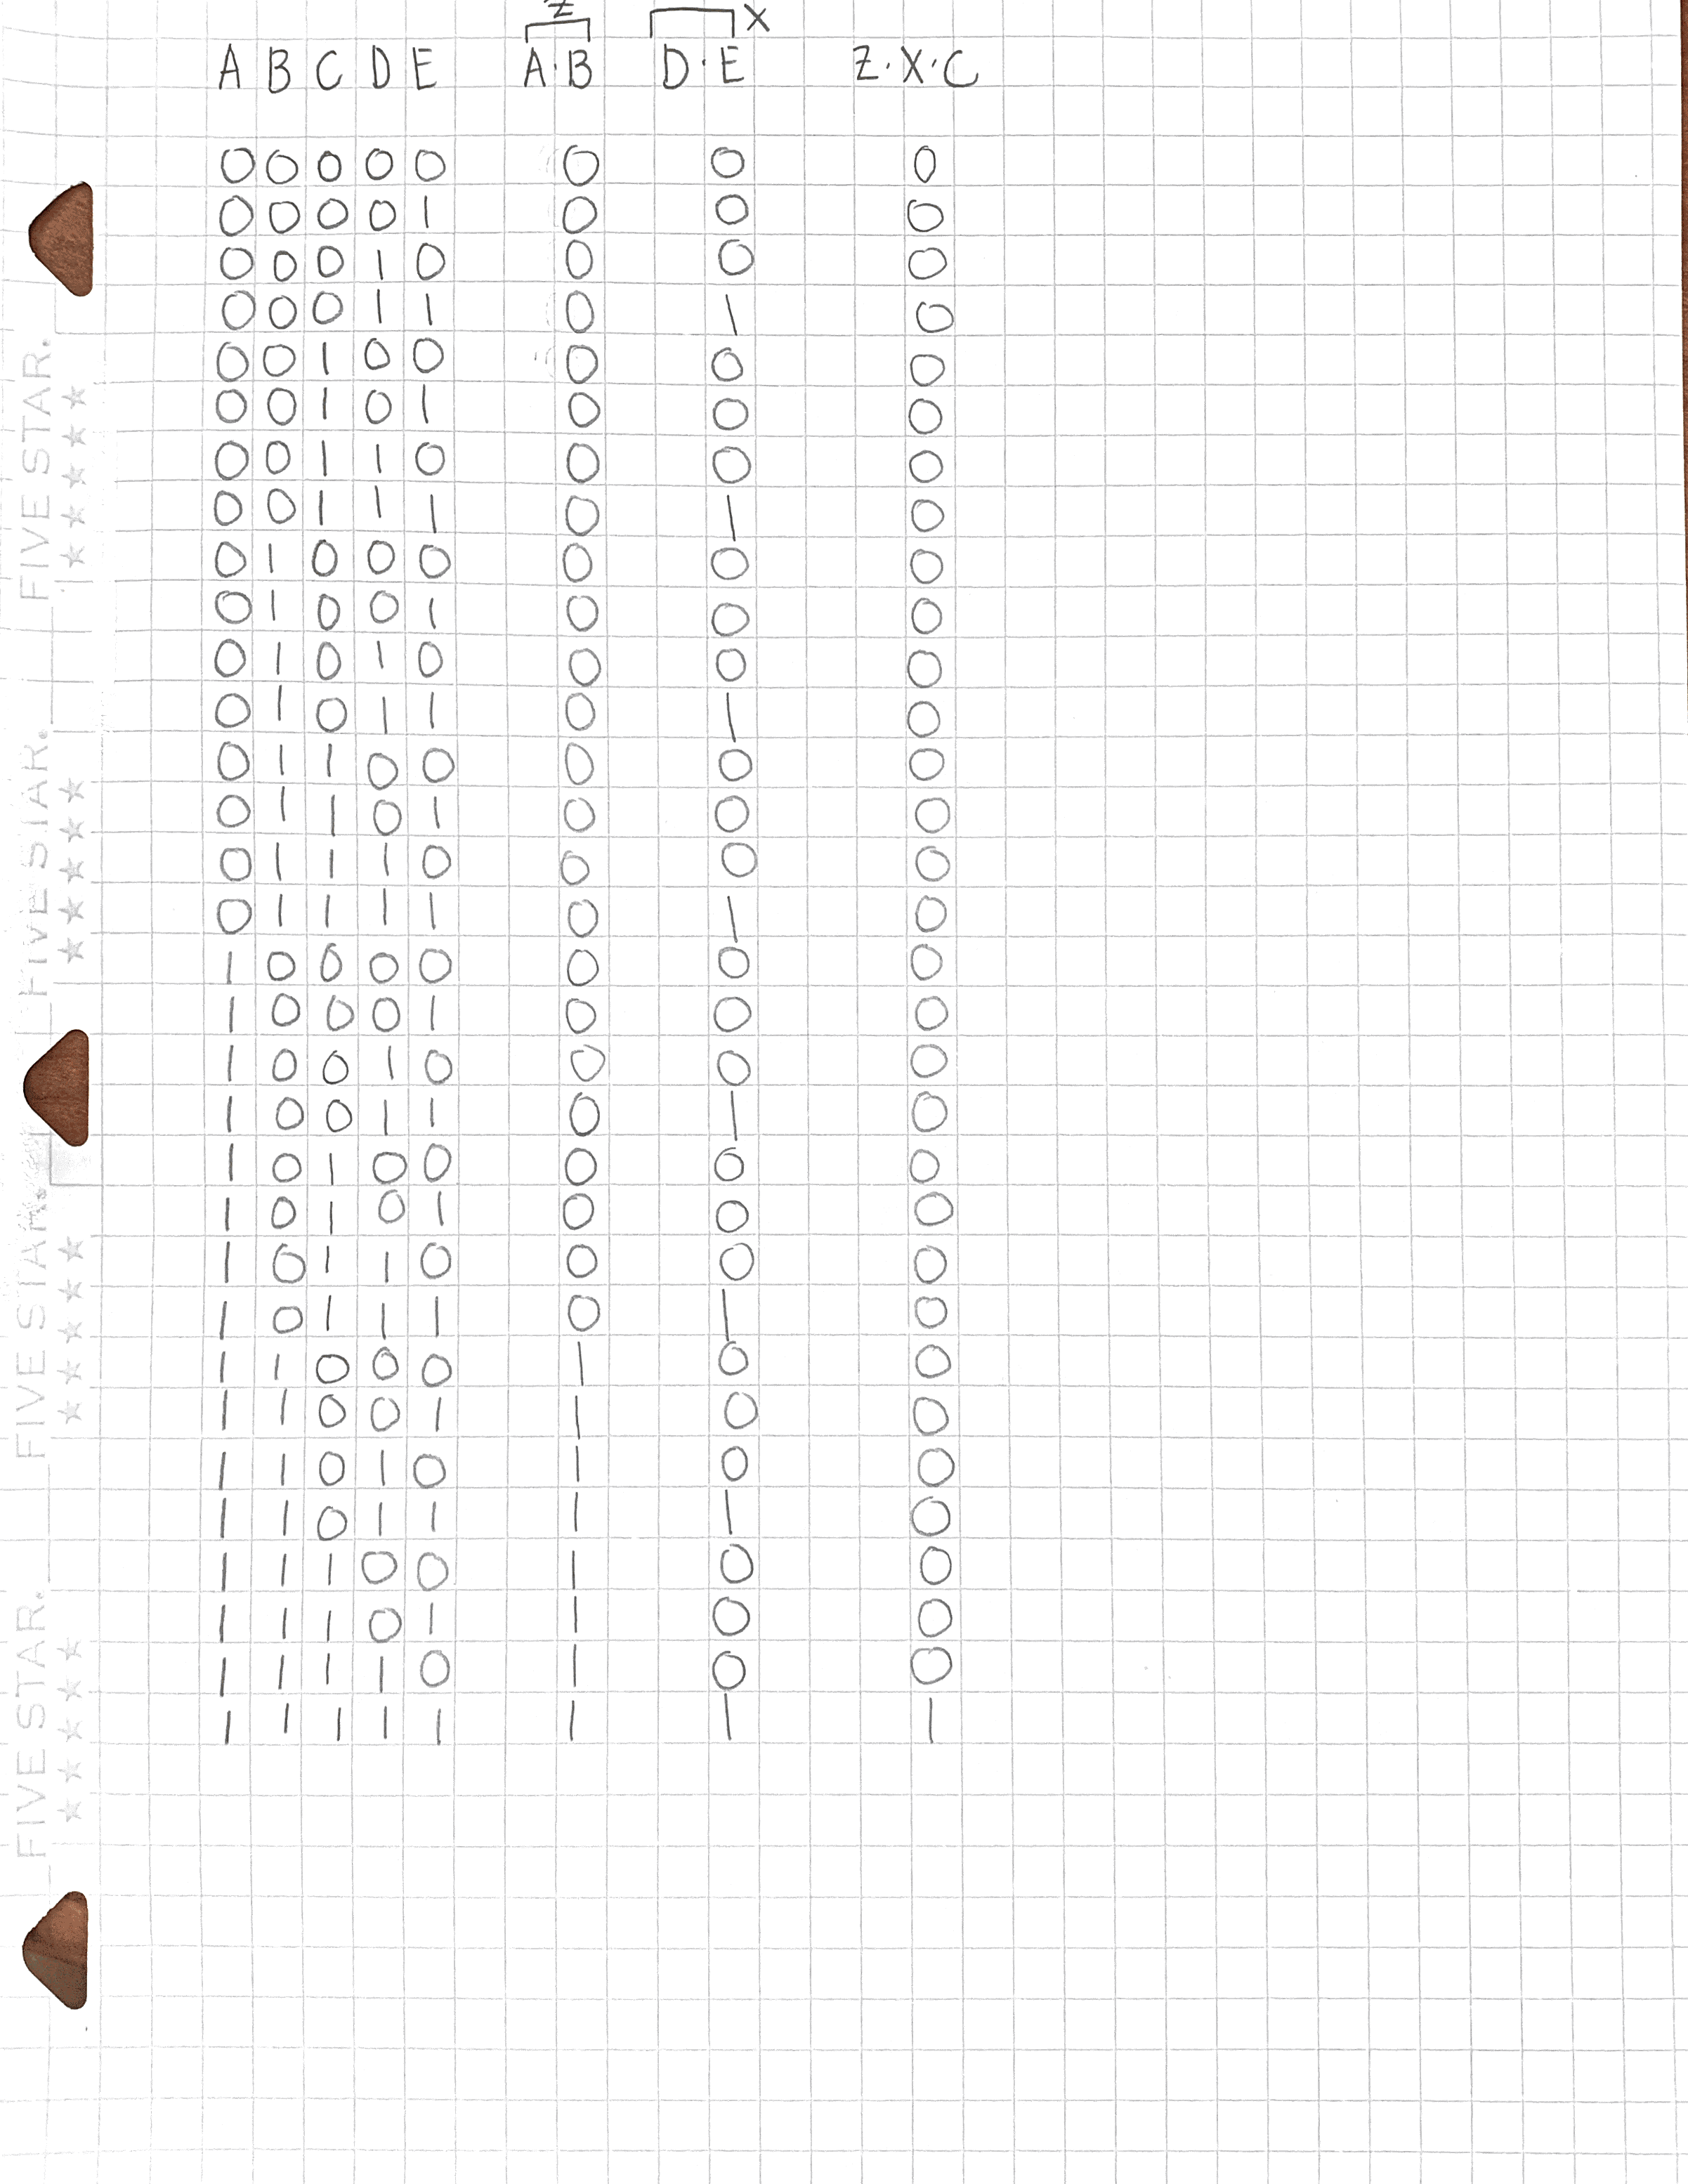 Z X
A B C D E A·B D·E Z·X·C
0 0 0 0 0 0 0 0
0 0 0 0 1 0 0 0
0 0 0 1 0 0 0 0
0 0 0 1 1 0 1 0
0 0 1 0 0 0 0 0
0 0 1 0 1 0 0 0
0 0 1 1 0 0 0 0
0 0 1 1 1 0 1 0
0 1 0 0 0 0 0 0
0 1 0 0 1 0 0 0
0 1 0 1 0 0 0 0
0 1 0 1 1 0 1 0
0 1 1 0 0 0 0 0
0 1 1 0 1 0 0 0
0 1 1 1 0 0 0 0
0 1 1 1 1 0 1 0
1 0 0 0 0 0 0 0
1 0 0 0 1 0 0 0
1 0 0 1 0 0 0 0
1 0 0 1 1 0 1 0
1 0 1 0 0 0 0 0
1 0 1 0 1 0 0 0
1 0 1 1 0 0 0 0
1 0 1 1 1 0 1 0
1 1 0 0 0 1 0 0
1 1 0 0 1 1 0 0
1 1 0 1 0 1 0 0
1 1 0 1 1 1 1 0
1 1 1 0 0 1 0 0
1 1 1 0 1 1 0 0
1 1 1 1 0 1 0 0
1 1 1 1 1 1 1 1
FIVE STAR.
FIVE STAR.
FIVE STAR.
FIVE STAR.